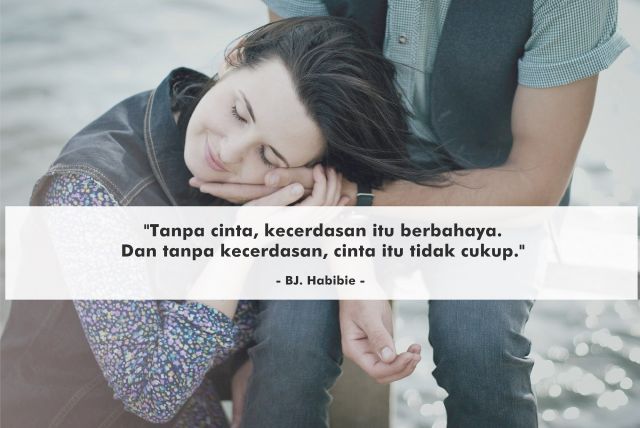 "Tanpa cinta, kecerdasan itu berbahaya.
Dan tanpa kecerdasan, cinta itu tidak cukup."
- BJ. Habibie -